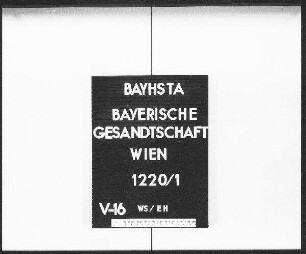 BAYHSTA
BAYERISCHE
GESANDTSCHAFT
WIEN
1220/1
V-16 WS/EH